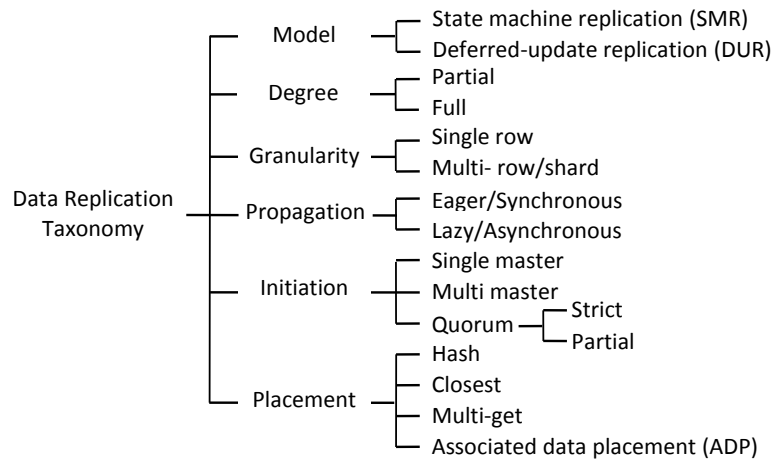 Data Replication
Taxonomy
Model
State machine replication (SMR)
Deferred-update replication (DUR)
Degree
Partial
Full
Granularity
Single row
Multi- row/shard
Propagation
Eager/Synchronous
Lazy/Asynchronous
Initiation
Single master
Multi master
Quorum
Strict
Partial
Placement
Hash
Closest
Multi-get
Associated data placement (ADP)